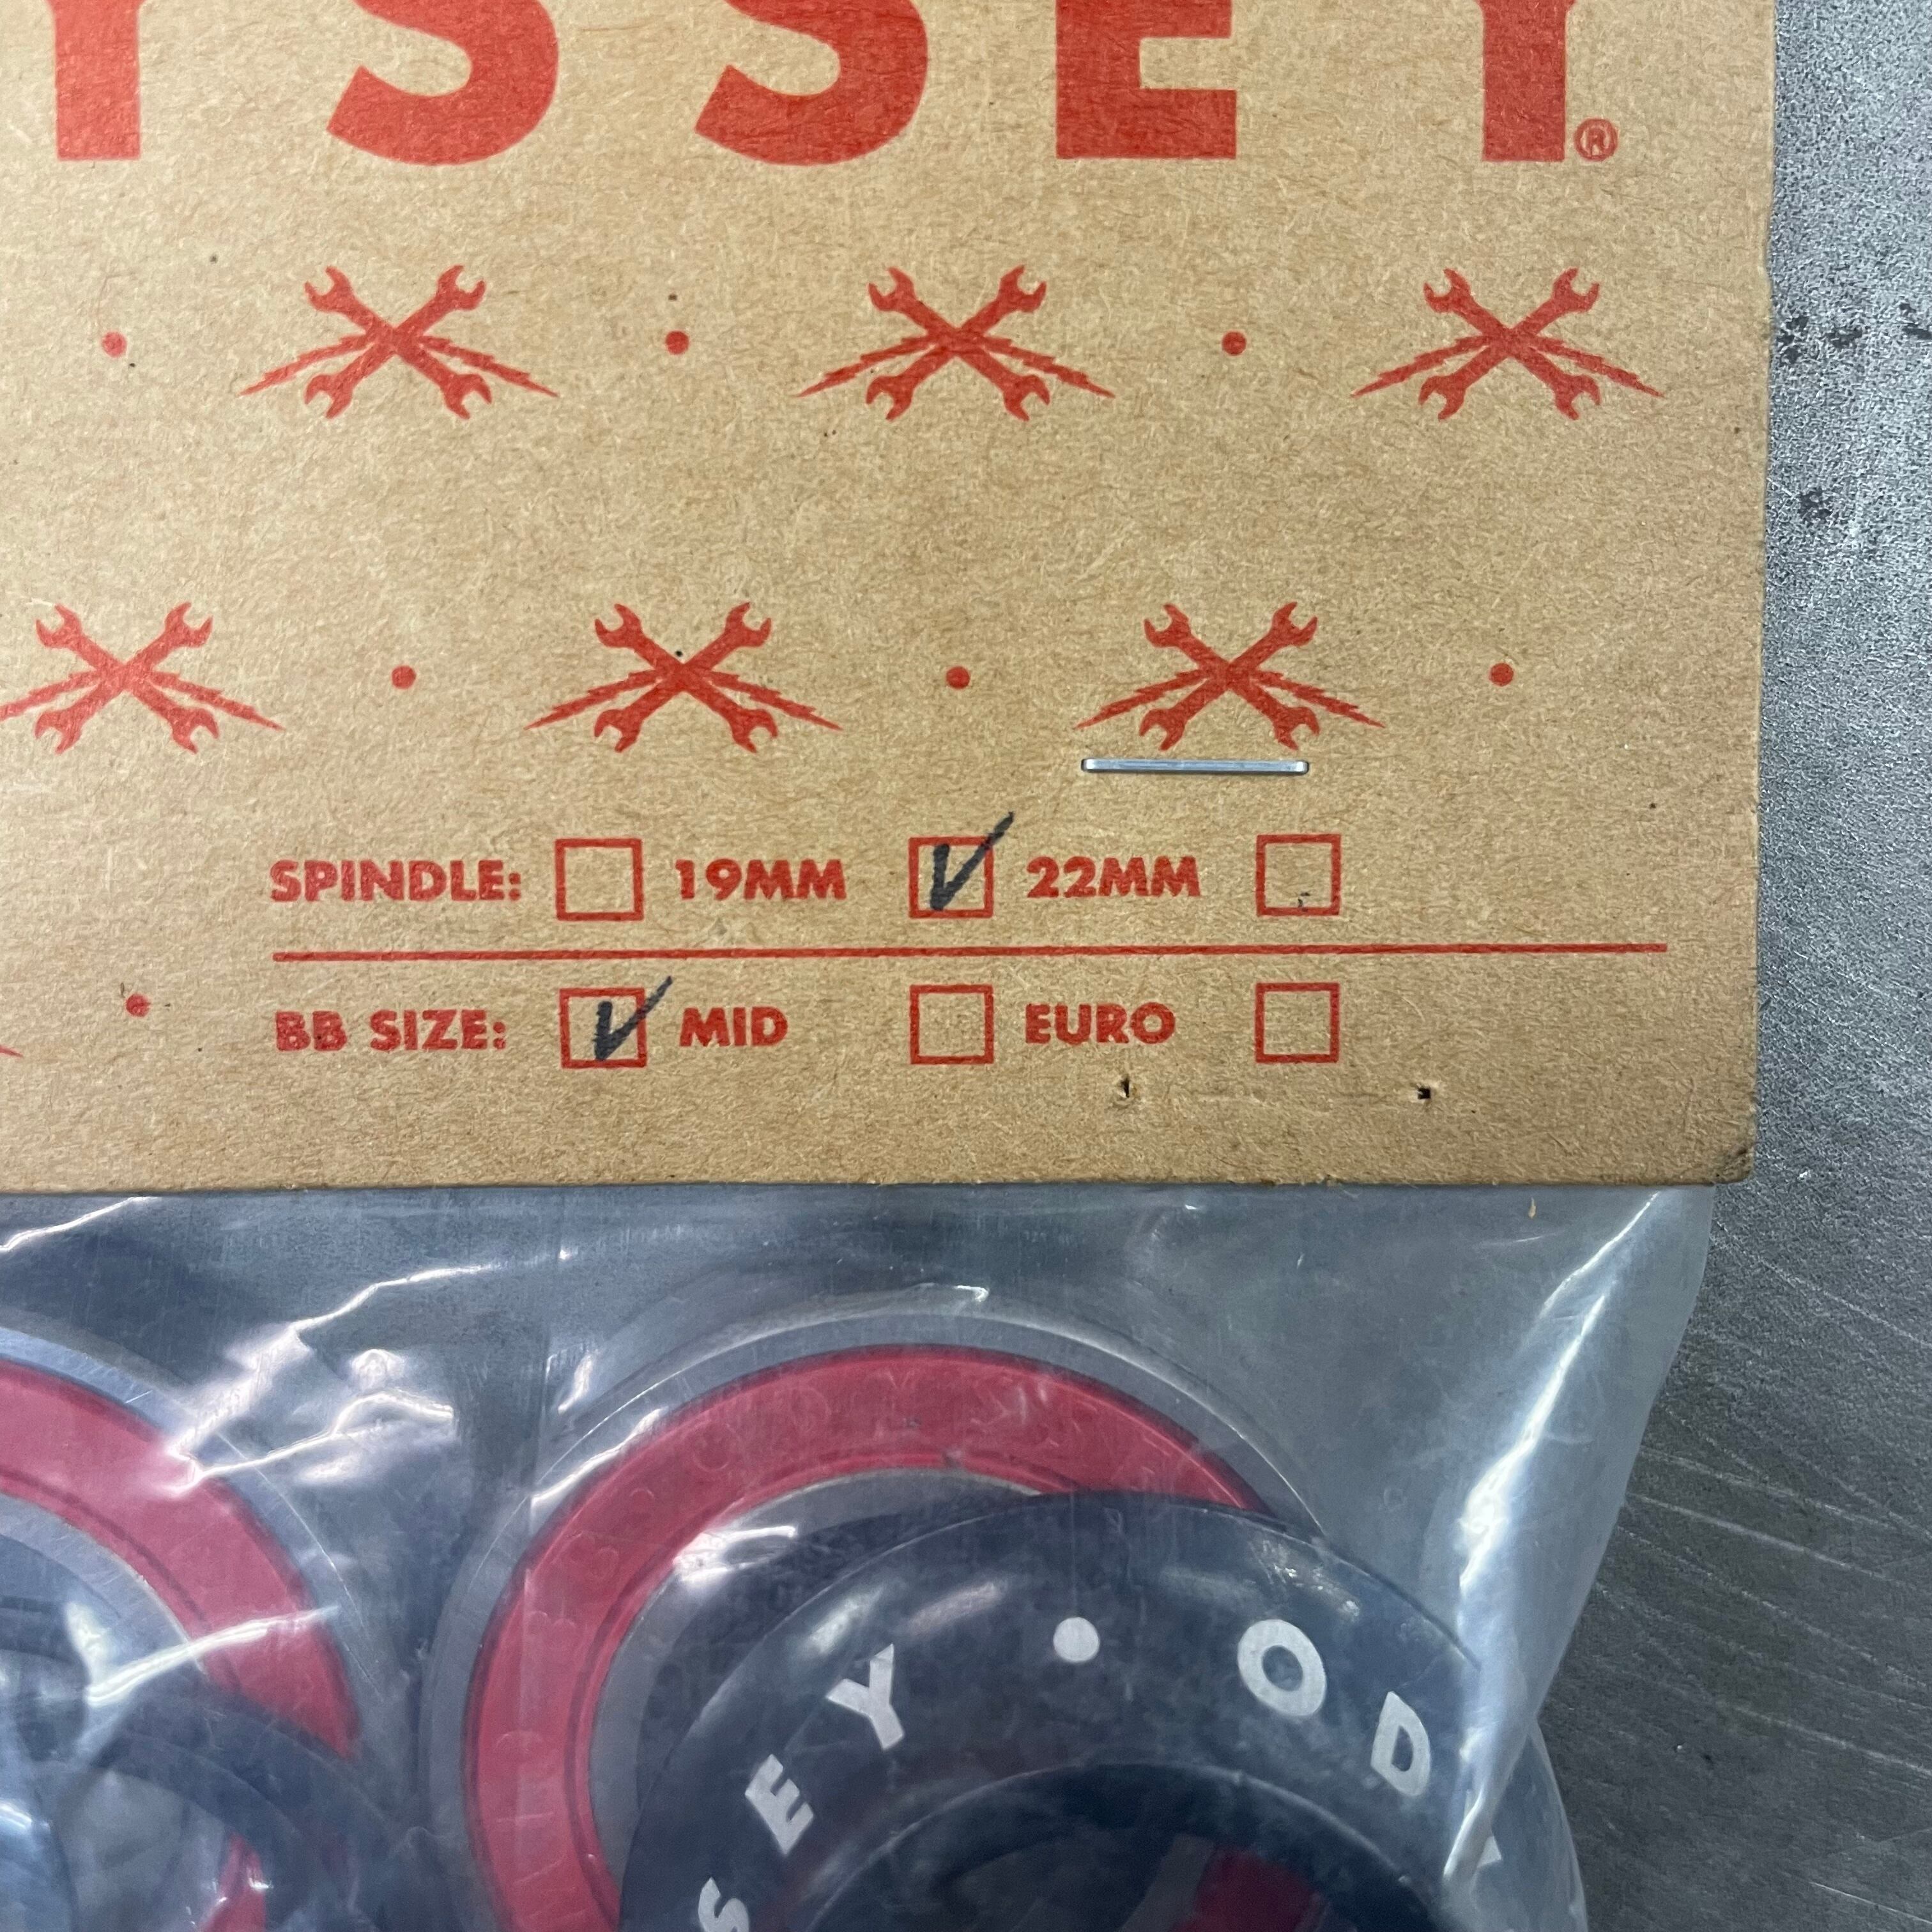 YSSEY®
SPINDLE: 19MM 22MM
BB SIZE: MID EURO
SEY • OD